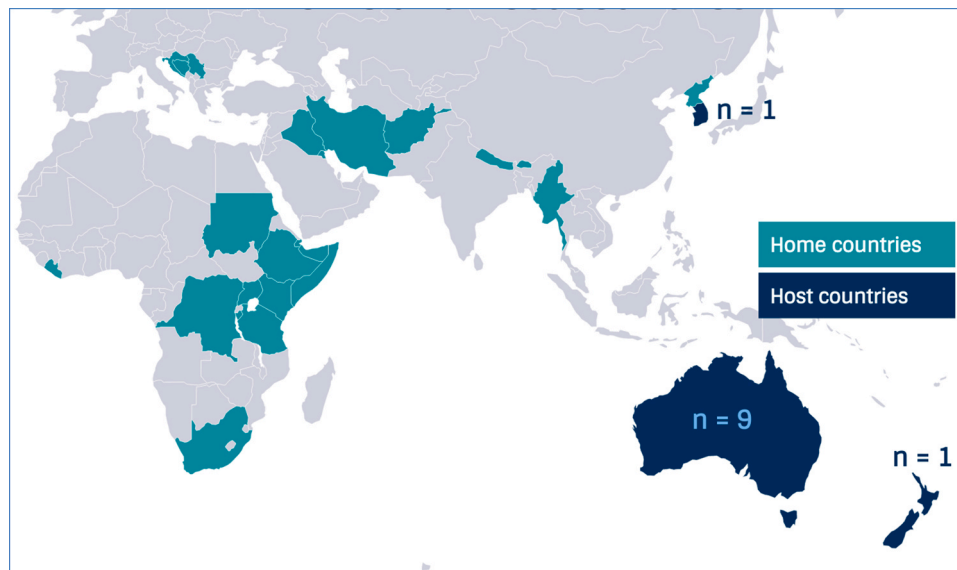 n = 1
Home countries
Host countries
n = 9
n = 1